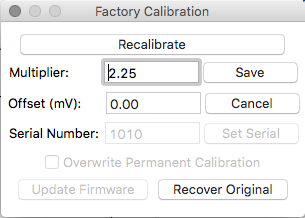 Factory Calibration
Recalibrate
Multiplier: 2.25 Save
Offset (mV): 0.00 Cancel
Serial Number: 1010 Set Serial
Overwrite Permanent Calibration
Update Firmware Recover Original